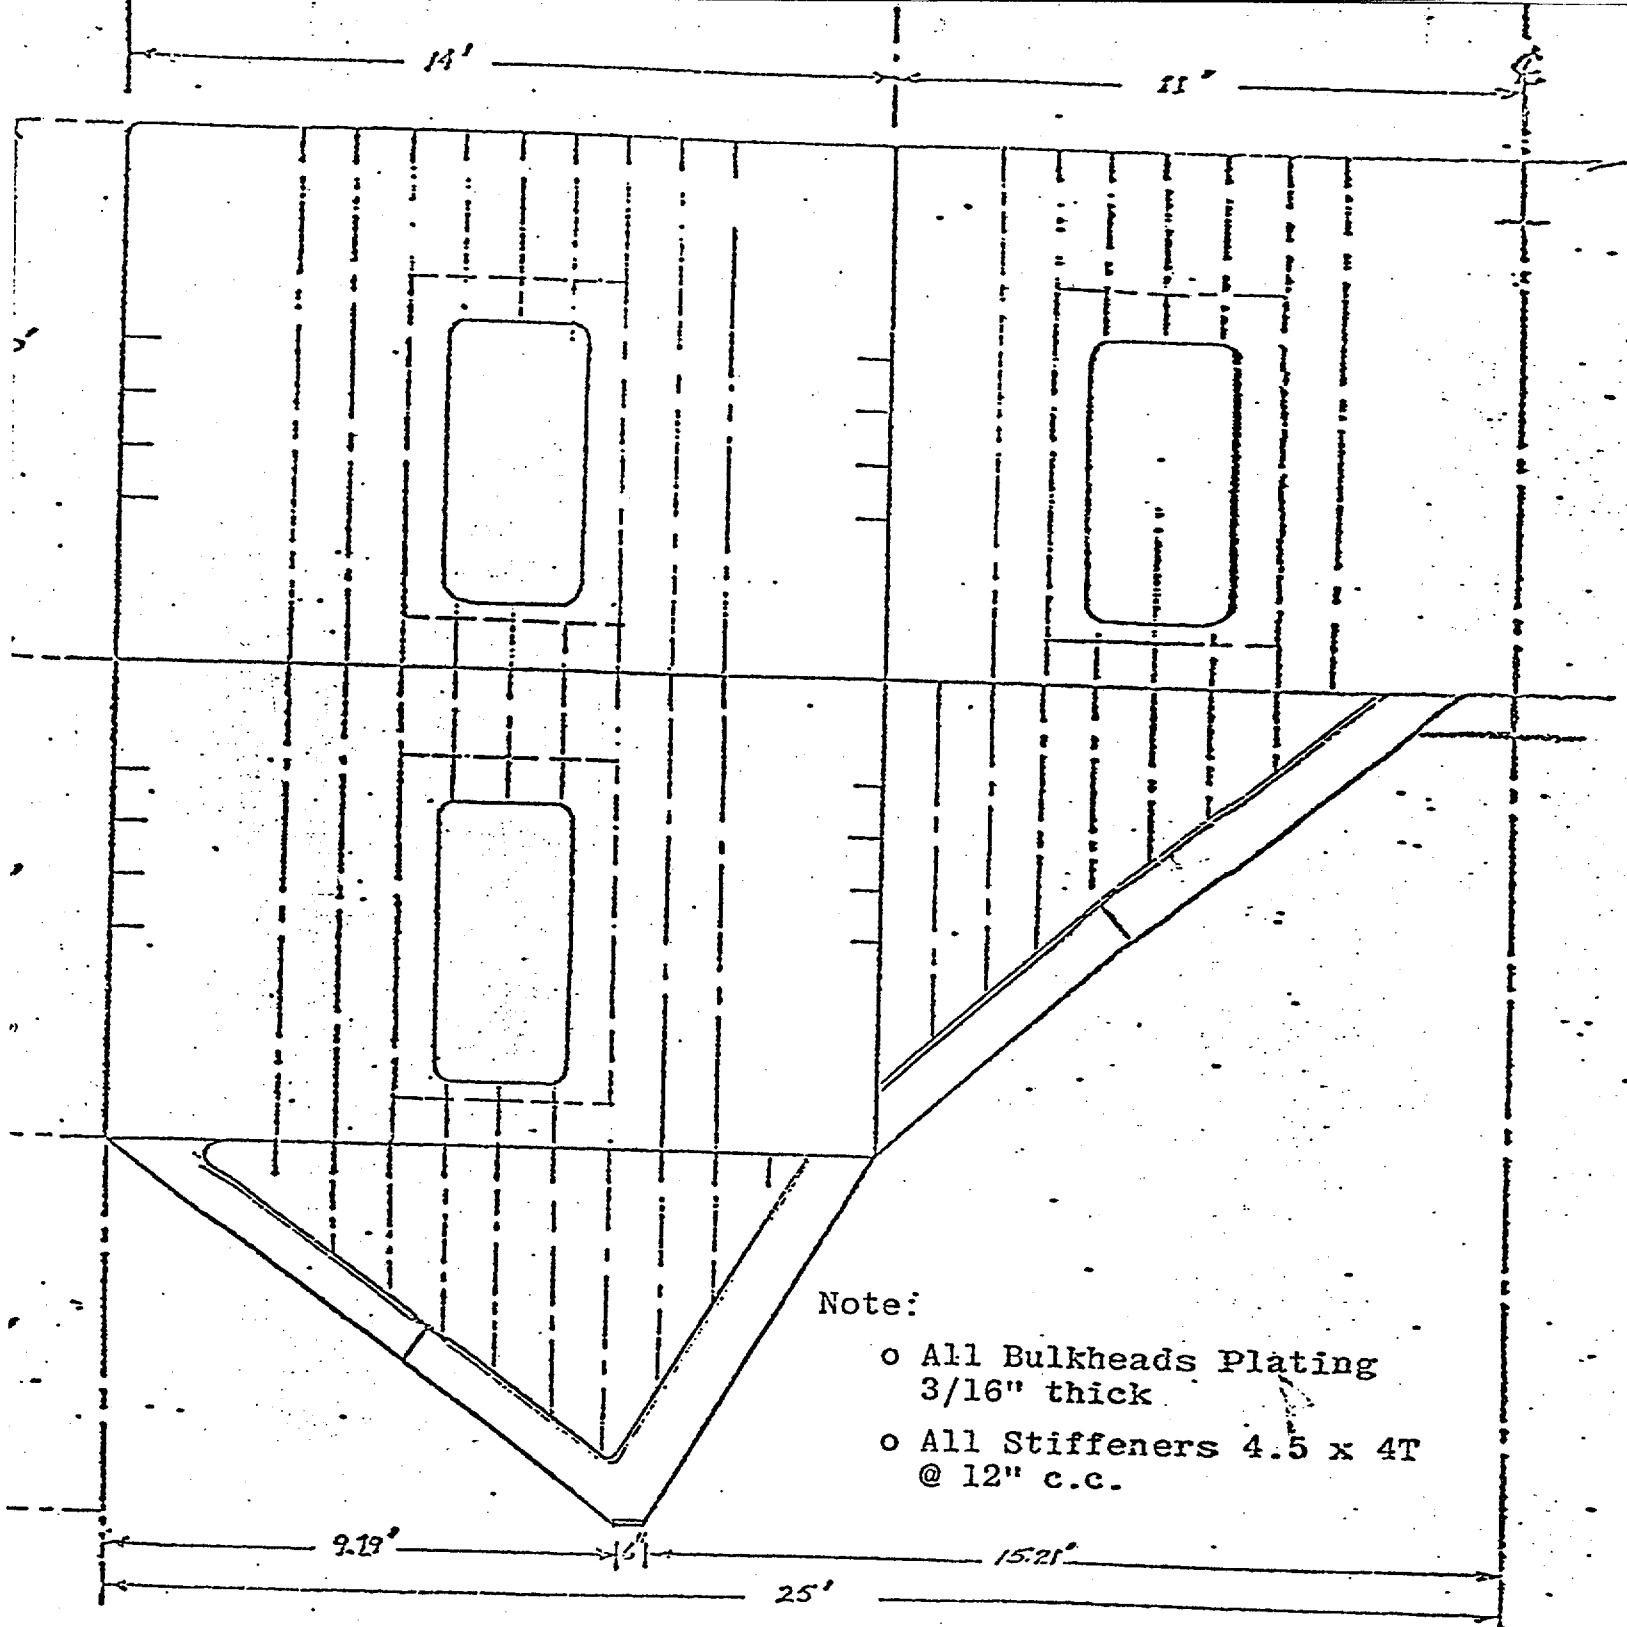 14'
11'
℄
Note:
o All Bulkheads Plating
3/16" thick
o All Stiffeners 4.5 x 4T
@ 12" c.c.
9.29' 6" 15.21'
25'